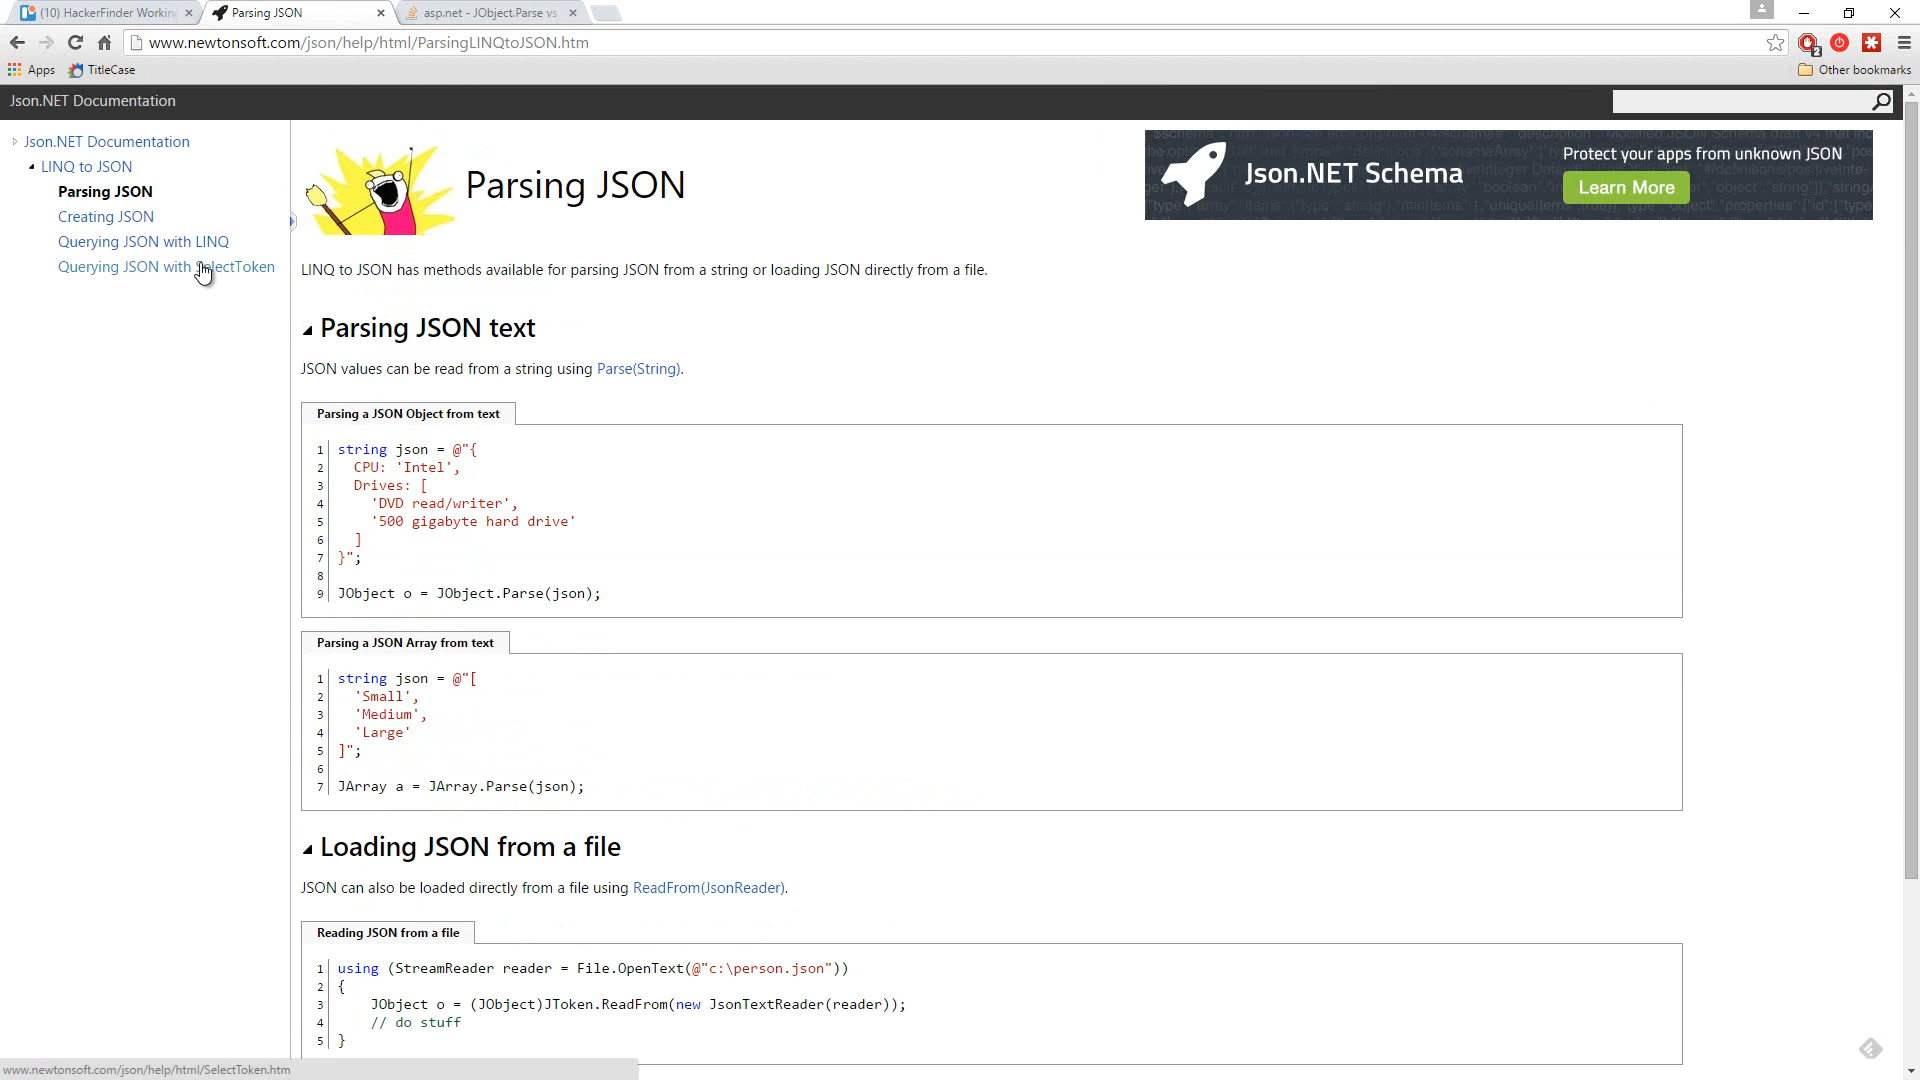 (10) HackerFinder Working
Parsing JSON
asp.net - JObject.Parse vs
www.newtonsoft.com/json/help/html/ParsingLINQtoJSON.htm
2
Apps
TitleCase
Other bookmarks
Json.NET Documentation
Json.NET Documentation
LINQ to JSON
Parsing JSON
Creating JSON
Querying JSON with LINQ
Querying JSON with SelectToken
Parsing JSON
Json.NET Schema
Protect your apps from unknown JSON
Learn More
LINQ to JSON has methods available for parsing JSON from a string or loading JSON directly from a file.
Parsing JSON text
JSON values can be read from a string using Parse(String).
Parsing a JSON Object from text
1 string json = @"{
2   CPU: 'Intel',
3   Drives: [
4     'DVD read/writer',
5     '500 gigabyte hard drive'
6   ]
7 }";
8
9 JObject o = JObject.Parse(json);
Parsing a JSON Array from text
1 string json = @"[
2   'Small',
3   'Medium',
4   'Large'
5 ]";
6
7 JArray a = JArray.Parse(json);
Loading JSON from a file
JSON can also be loaded directly from a file using ReadFrom(JsonReader).
Reading JSON from a file
1 using (StreamReader reader = File.OpenText(@"c:\person.json"))
2 {
3     JObject o = (JObject)JToken.ReadFrom(new JsonTextReader(reader));
4     // do stuff
5 }
www.newtonsoft.com/json/help/html/SelectToken.htm